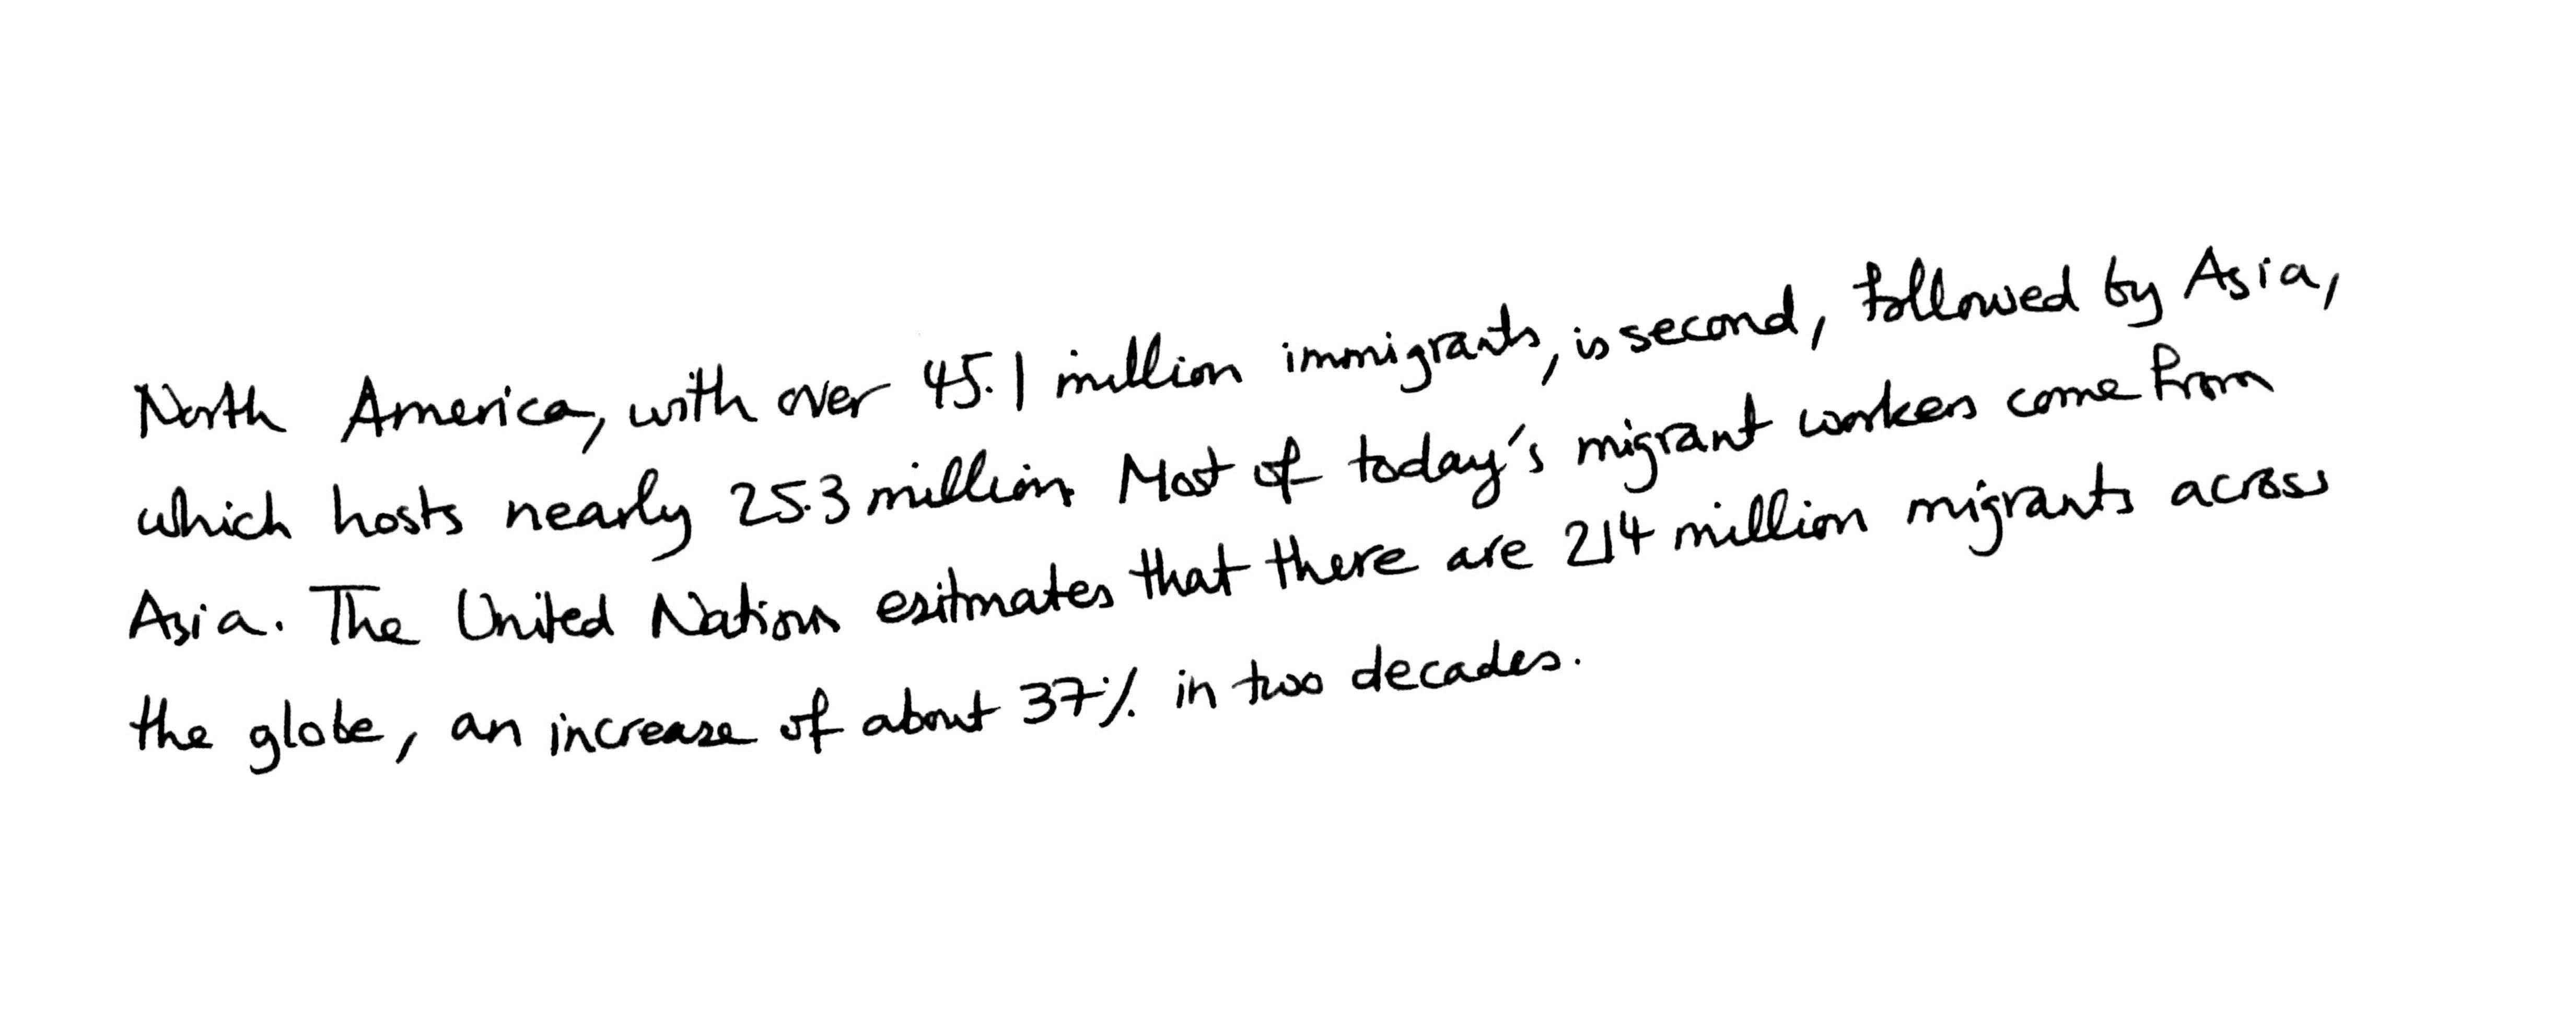 North America, with over 45.1 million immigrants, is second, followed by Asia,
which hosts nearly 25.3 million. Most of today's migrant workers come from
Asia. The United Nations esitmates that there are 214 million migrants across
the globe, an increase of about 37% in two decades.